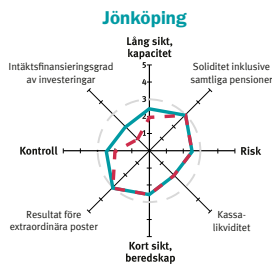 Jönköping
Lång sikt,
kapacitet
Intäktsfinansieringsgrad
av investeringar
Soliditet inklusive
samtliga pensioner
5
4
3
2
1
Kontroll
Risk
Resultat före
extraordinära poster
Kassa-
likviditet
Kort sikt,
beredskap